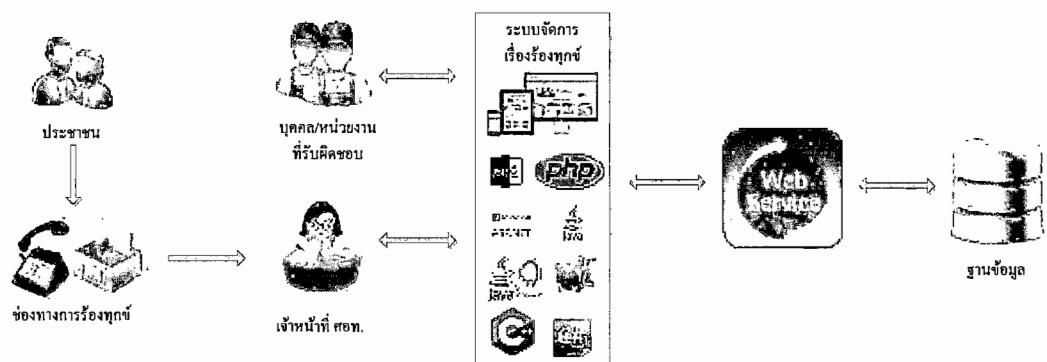 ประชาชน
ช่องทางการร้องทุกข์
บุคคล/หน่วยงาน
ที่รับผิดชอบ
เจ้าหน้าที่ ศอท.
ระบบจัดการ
เรื่องร้องทุกข์
php
ASP.NET
Java
Java
C++
C#
Web
Service
ฐานข้อมูล